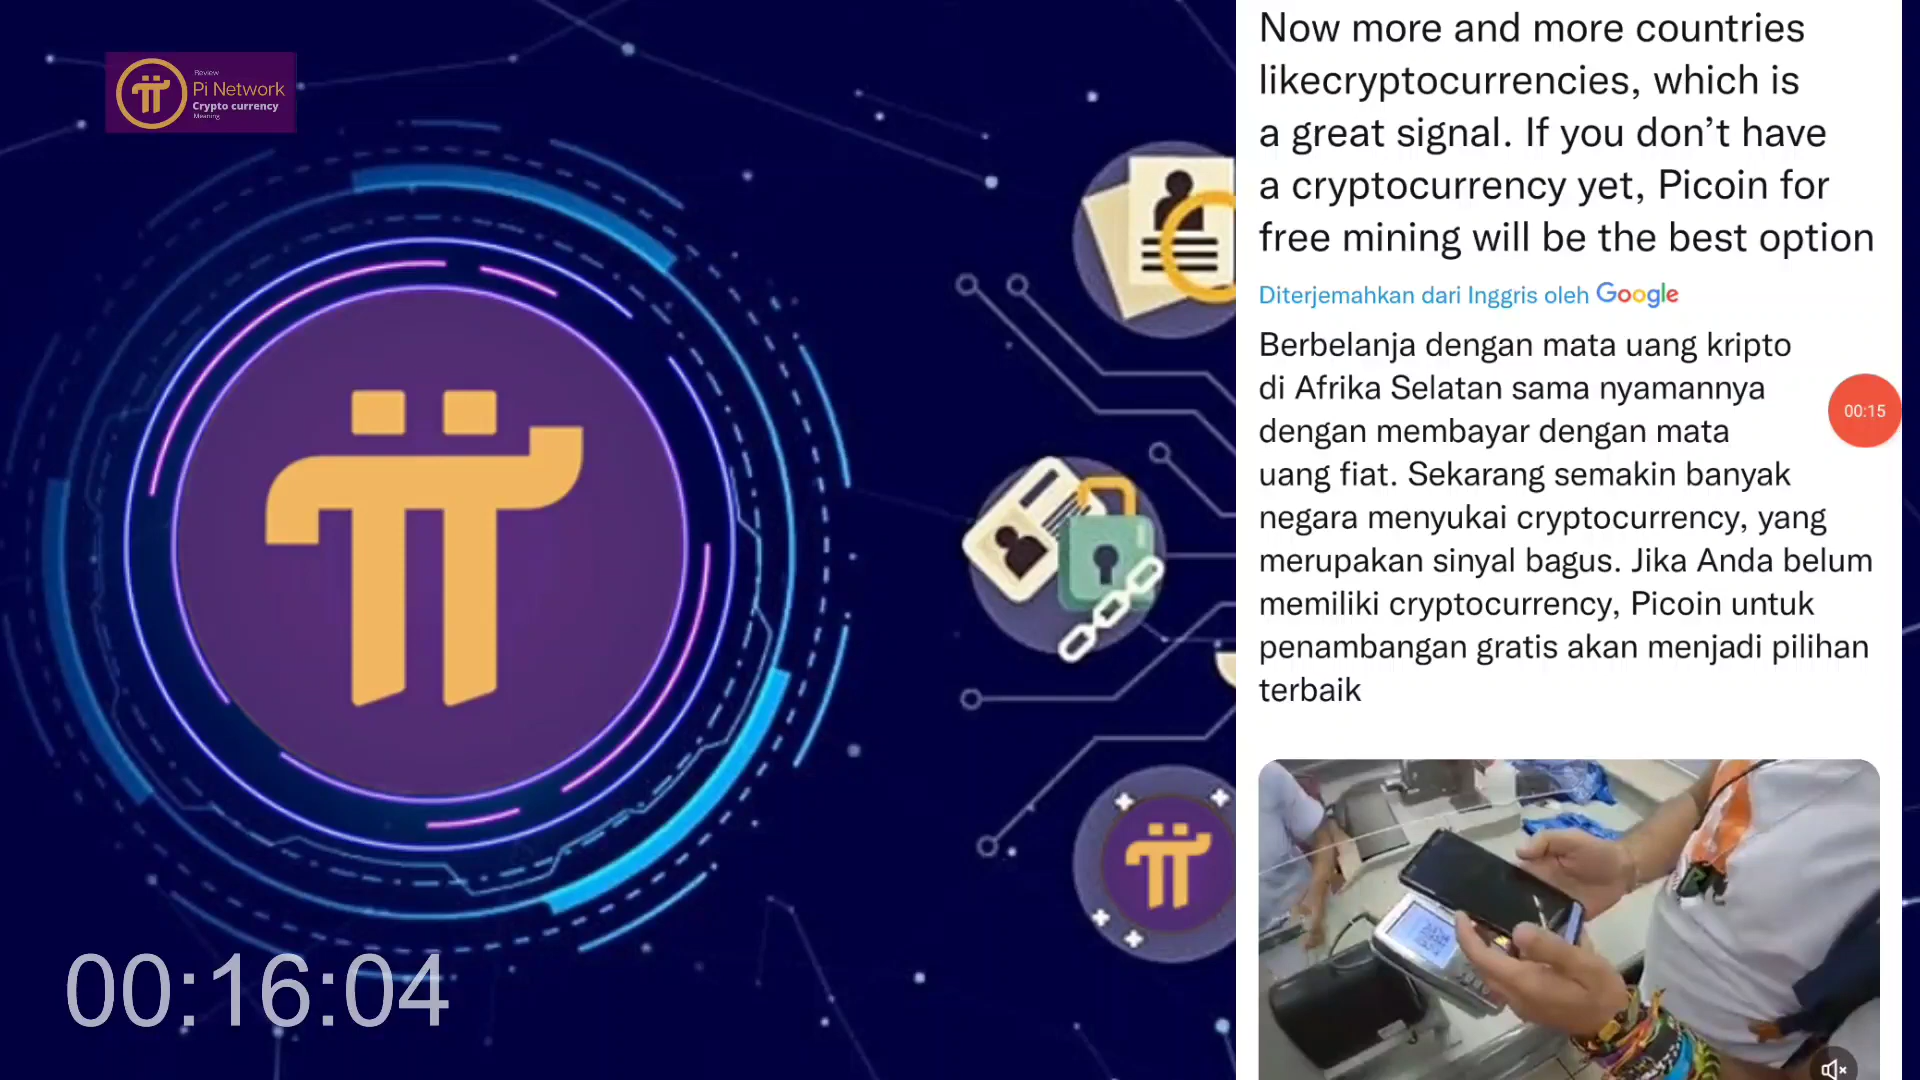 Review
Pi Network
Crypto currency
Meaning
Now more and more countries
likecryptocurrencies, which is
a great signal. If you don’t have
a cryptocurrency yet, Picoin for
free mining will be the best option
Diterjemahkan dari Inggris oleh Google
Berbelanja dengan mata uang kripto
di Afrika Selatan sama nyamannya
dengan membayar dengan mata
uang fiat. Sekarang semakin banyak
negara menyukai cryptocurrency, yang
merupakan sinyal bagus. Jika Anda belum
memiliki cryptocurrency, Picoin untuk
penambangan gratis akan menjadi pilihan
terbaik
00:15
00:16:04